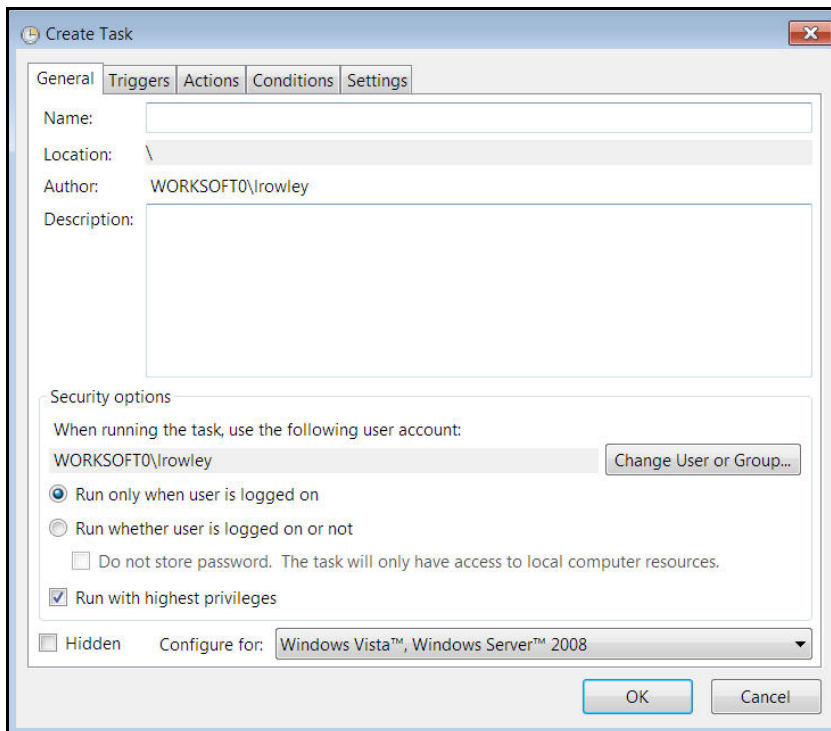 Create Task
General Triggers Actions Conditions Settings
Name:
Location: \
Author: WORKSOFT0\lrowley
Description:
Security options
When running the task, use the following user account:
WORKSOFT0\lrowley Change User or Group...
Run only when user is logged on
Run whether user is logged on or not
Do not store password. The task will only have access to local computer resources.
Run with highest privileges
Hidden Configure for: Windows Vista™, Windows Server™ 2008
OK Cancel